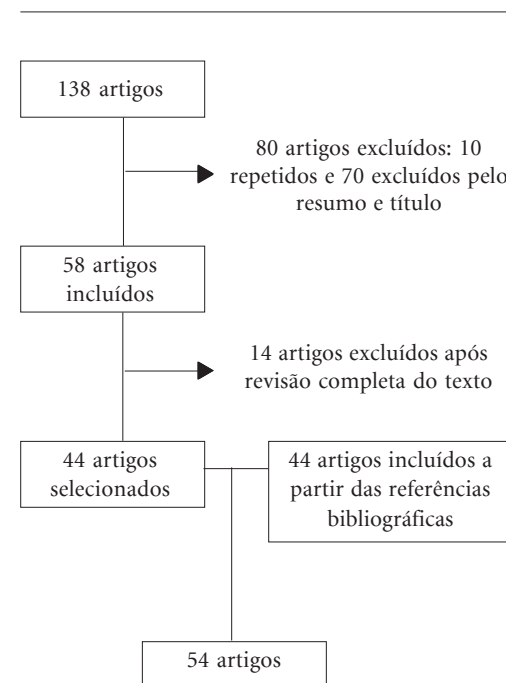 138 artigos
80 artigos excluídos: 10
repetidos e 70 excluídos pelo
resumo e título
58 artigos
incluídos
14 artigos excluídos após
revisão completa do texto
44 artigos
selecionados
44 artigos incluídos a
partir das referências
bibliográficas
54 artigos